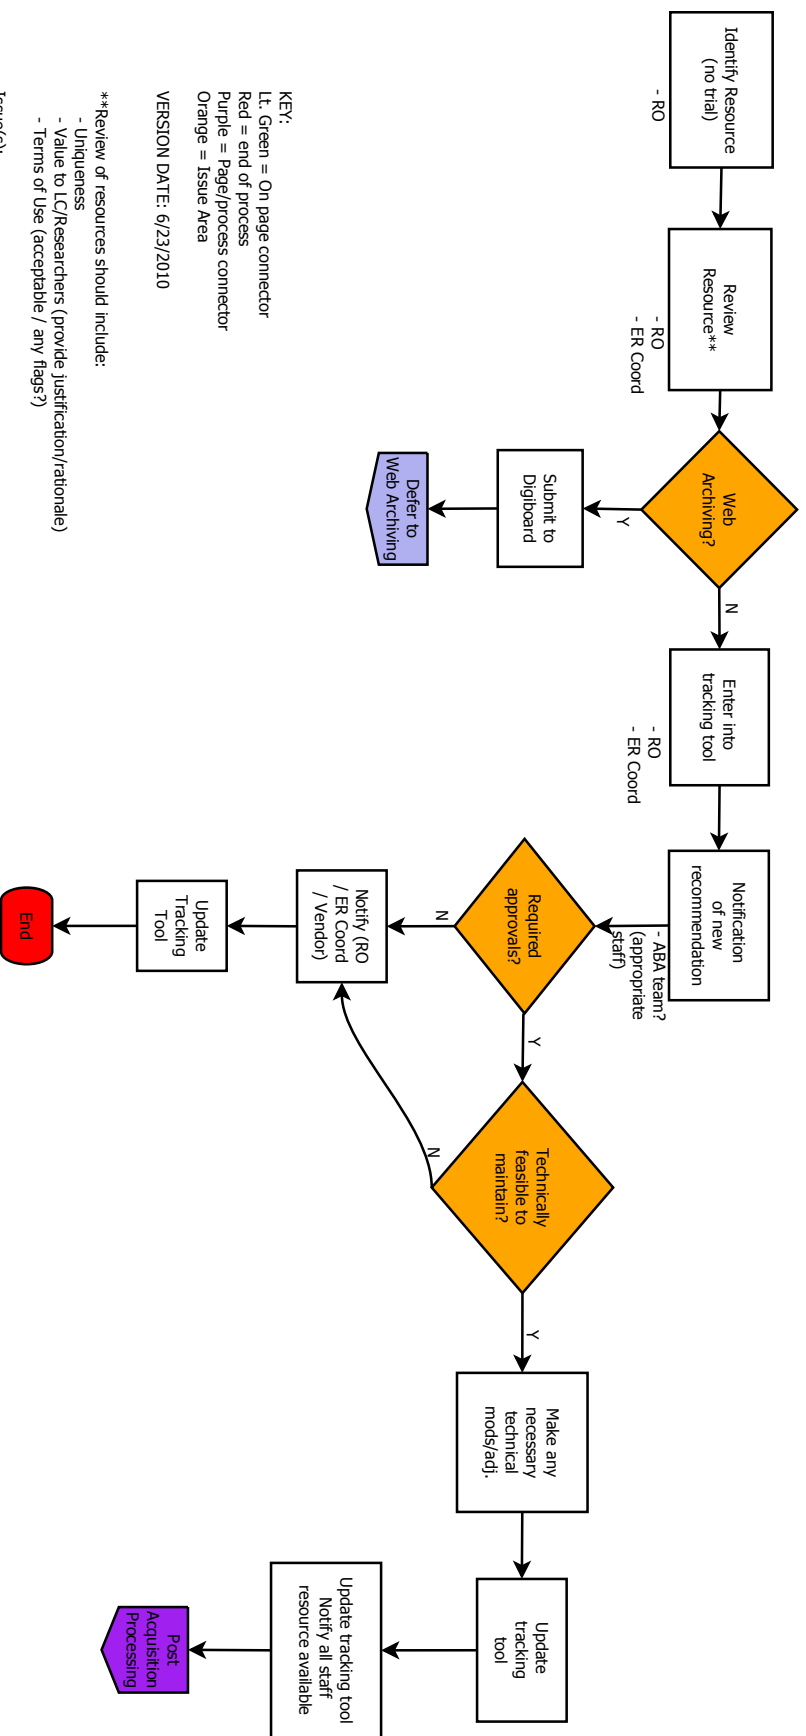 Identify Resource
(no trial)
- RO
Review
Resource**
- RO
- ER Coord
Web
Archiving?
Y
Submit to
Digiboard
Defer to
Web Archiving
N
Enter into
tracking tool
- RO
- ER Coord
Notification
of new
recommendation
- ABA team?
(appropriate
staff)
Required
approvals?
N
Notify (RO
/ ER Coord
/ Vendor)
Update
Tracking
Tool
End
Y
Technically
feasible to
maintain?
N
Y
Make any
necessary
technical
mods/adj.
Update
tracking
tool
Update tracking tool
Notify all staff
resource available
Post
Acquisition
Processing
KEY:
Lt. Green = On page connector
Red = end of process
Purple = Page/process connector
Orange = Issue Area
VERSION DATE: 6/23/2010
**Review of resources should include:
- Uniqueness
- Value to LC/Researchers (provide justification/rationale)
- Terms of Use (acceptable / any flags?)
Issue(s):